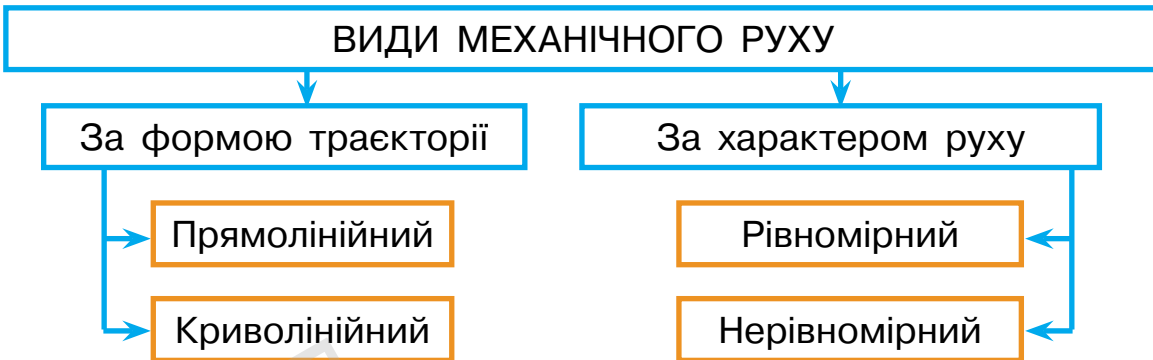 ВИДИ МЕХАНІЧНОГО РУХУ
За формою траєкторії
За характером руху
Прямолінійний
Рівномірний
Криволінійний
Нерівномірний